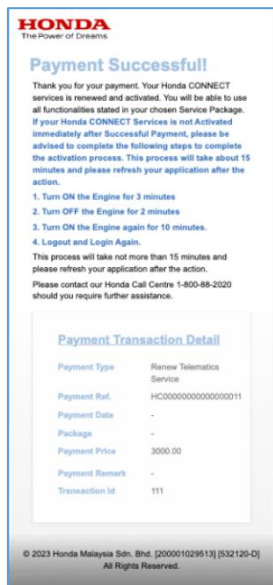 HONDA
The Power of Dreams
Payment Successful!
Thank you for your payment. Your Honda CONNECT
services is renewed and activated. You will be able to use
all functionalities stated in your chosen Service Package.
If your Honda CONNECT Services is not Activated
immediately after Successful Payment, please be
advised to complete the following steps to complete
the activation process. This process will take about 15
minutes and please refresh your application after the
action.
1. Turn ON the Engine for 3 minutes
2. Turn OFF the Engine for 2 minutes
3. Turn ON the Engine again for 10 minutes.
4. Logout and Login Again.
This process will take not more than 15 minutes and
please refresh your application after the action.
Please contact our Honda Call Centre 1-800-88-2020
should you require further assistance.
Payment Transaction Detail
Payment Type Renew Telematics
Service
Payment Ref. HC00000000000000011
Payment Date -
Package -
Payment Price 3000.00
Payment Remark -
Transaction Id 111
© 2023 Honda Malaysia Sdn. Bhd. [200001029513] [532120-D]
All Rights Reserved.